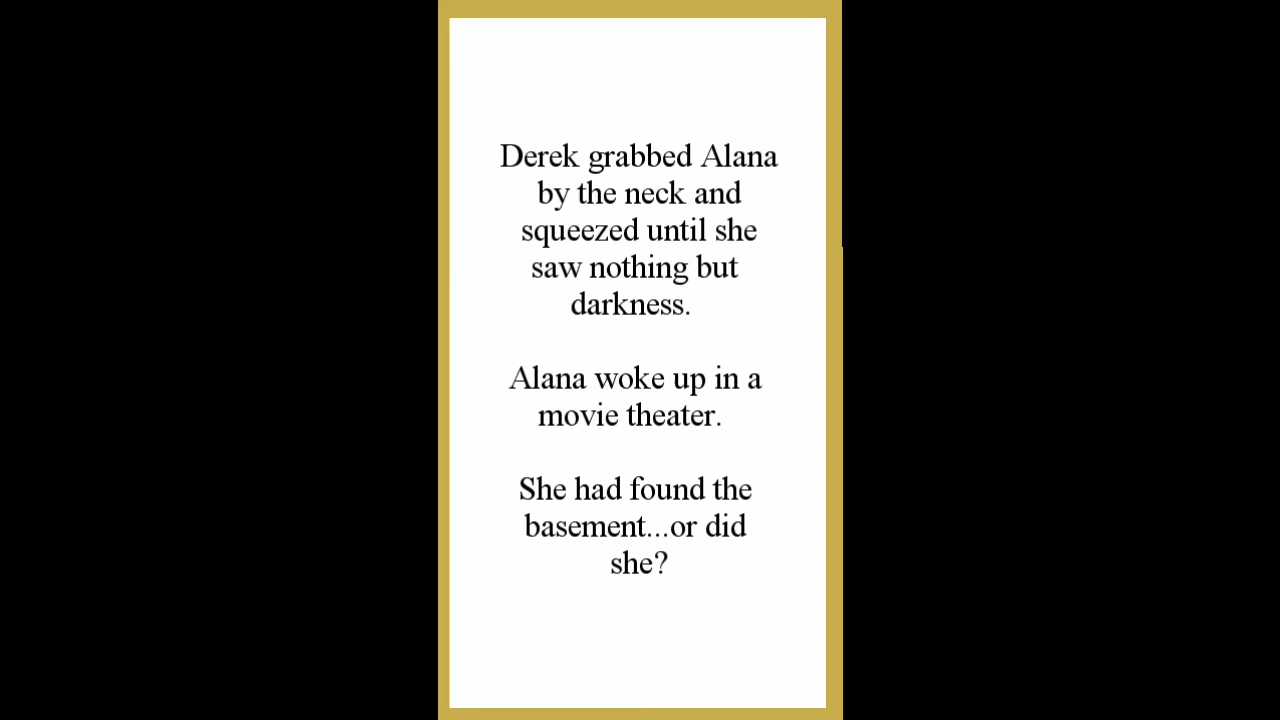 Derek grabbed Alana
by the neck and
squeezed until she
saw nothing but
darkness.
Alana woke up in a
movie theater.
She had found the
basement...or did
she?